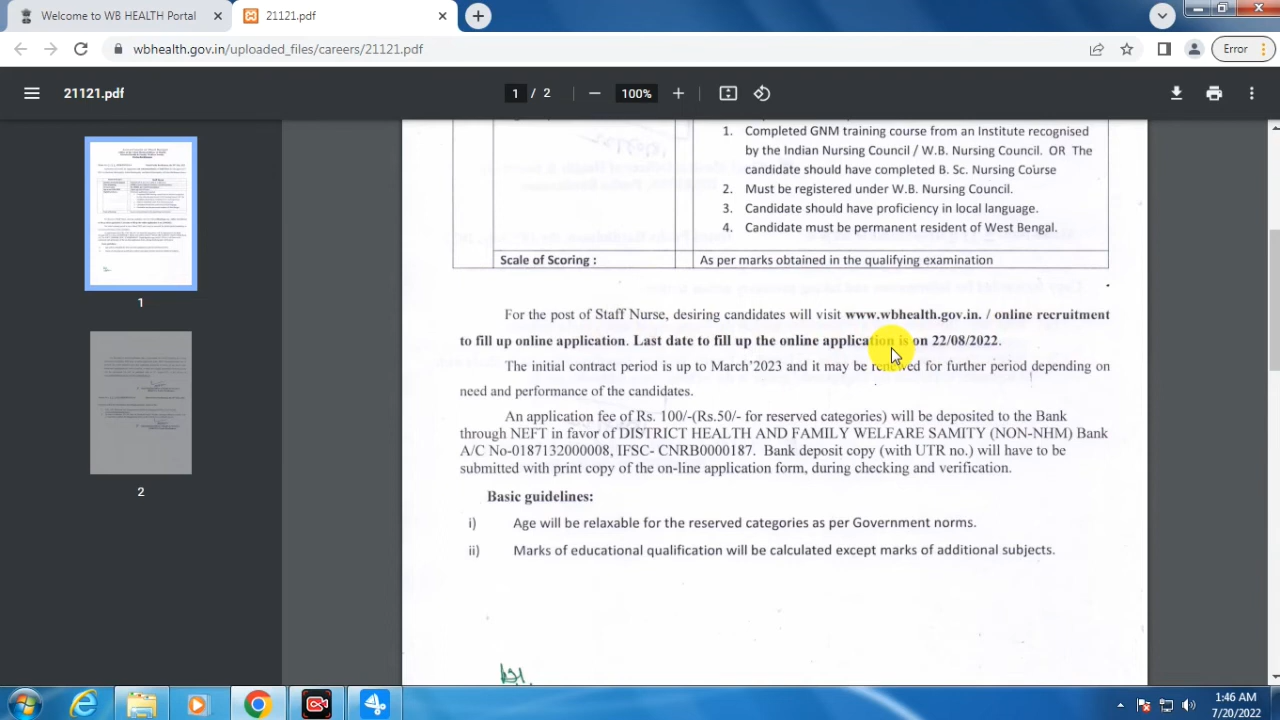 Welcome to WB HEALTH Portal
21121.pdf
wbhealth.gov.in/uploaded_files/careers/21121.pdf
Error
21121.pdf
1 / 2
100%
1. Completed GNM training course from an Institute recognised
by the Indian Nursing Council / W.B. Nursing Council. OR The
candidate should have completed B. Sc. Nursing Course
2. Must be registered under W.B. Nursing Council.
3. Candidate should have proficiency in local language.
4. Candidate must be permanent resident of West Bengal.
Scale of Scoring : As per marks obtained in the qualifying examination
For the post of Staff Nurse, desiring candidates will visit www.wbhealth.gov.in. / online recruitment
to fill up online application. Last date to fill up the online application is on 22/08/2022.
The initial contract period is up to March'2023 and it may be renewed for further period depending on
need and performance of the candidates.
An application fee of Rs. 100/-(Rs.50/- for reserved categories) will be deposited to the Bank
through NEFT in favor of DISTRICT HEALTH AND FAMILY WELFARE SAMITY (NON-NHM) Bank
A/C No-0187132000008, IFSC- CNRB0000187. Bank deposit copy (with UTR no.) will have to be
submitted with print copy of the on-line application form, during checking and verification.
Basic guidelines:
i) Age will be relaxable for the reserved categories as per Government norms.
ii) Marks of educational qualification will be calculated except marks of additional subjects.
1
2
1:46 AM
7/20/2022